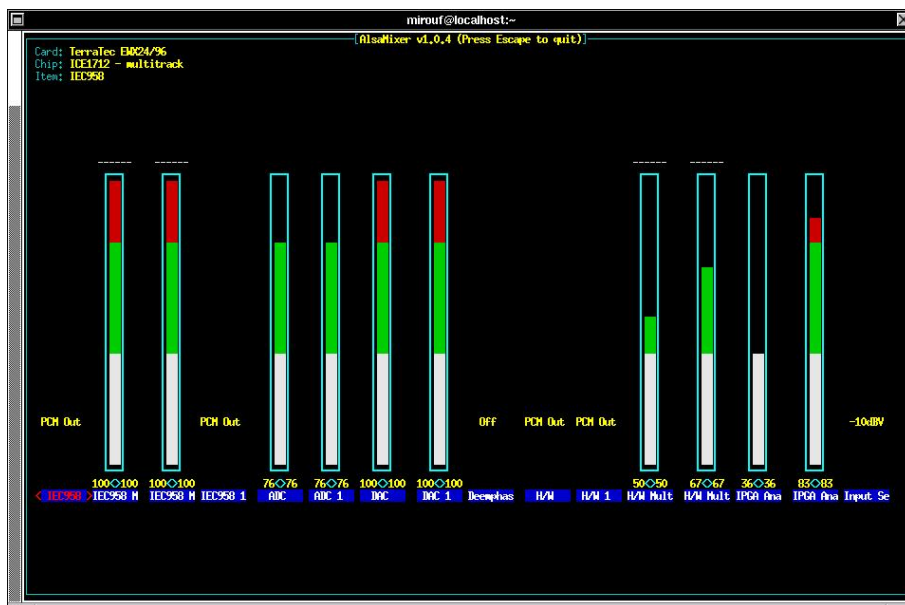 mirouf@localhost:~
[AlsaMixer v1.0.4 (Press Escape to quit)]
Card: TerraTec EWX24/96
Chip: ICE1712 - multitrack
Item: IEC958
PCM Out PCM Out Off PCM Out PCM Out -10dBV
100◇100 100◇100 76◇76 76◇76 100◇100 100◇100 50◇50 67◇67 36◇36 83◇83
< IEC958 >IEC958 M IEC958 M IEC958 1 ADC ADC 1 DAC DAC 1 Deemphas H/W H/W 1 H/W Mult H/W Mult IPGA Ana IPGA Ana Input Se